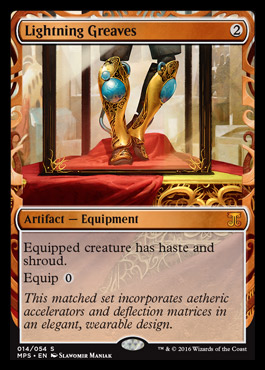 Lightning Greaves 2
Artifact — Equipment
Equipped creature has haste and
shroud.
Equip 0
This matched set incorporates aetheric
accelerators and deflection matrices in
an elegant, wearable design.
014/054 S
MPS • EN Slawomir Maniak
™ & © 2016 Wizards of the Coast